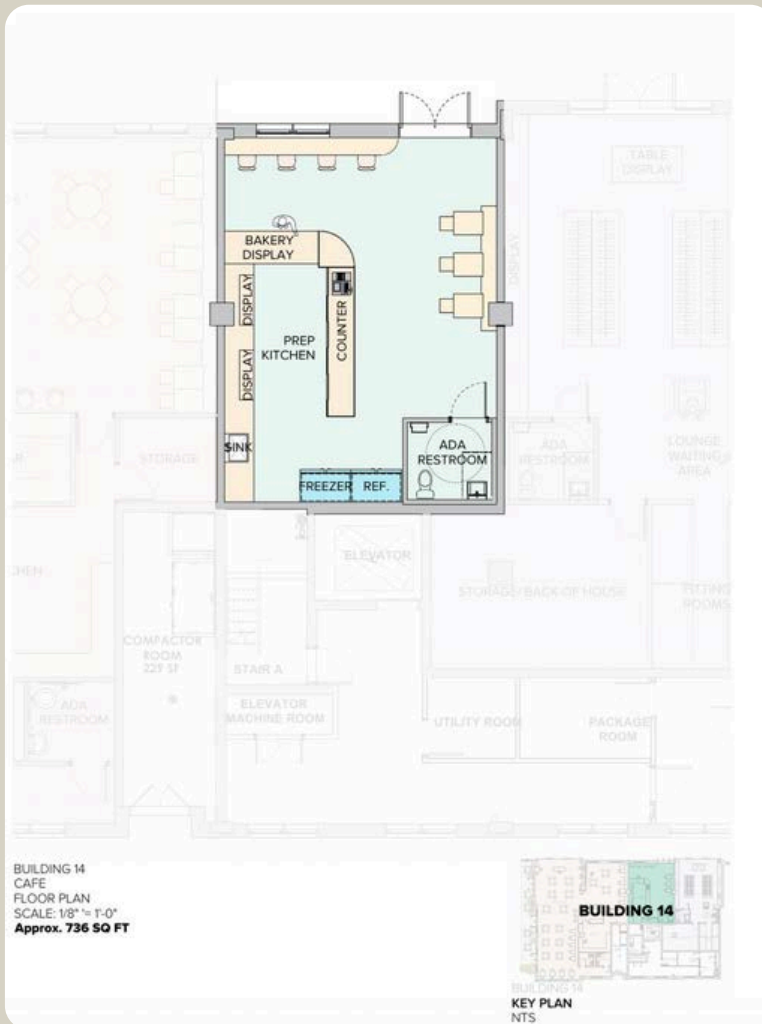 TABLE
DISPLAY
DISPLAY
BAKERY
DISPLAY
DISPLAY
COUNTER
PREP
KITCHEN
DISPLAY
SINK
ADA
RESTROOM
FREEZER
REF.
STORAGE
ADA
RESTROOM
LOUNGE
WAITING
AREA
ELEVATOR
STORAGE/BACK OF HOUSE
FITTING
ROOMS
COMPACTOR
ROOM
229 SF
STAIR A
ADA
RESTROOM
ELEVATOR
MACHINE ROOM
UTILITY ROOM
PACKAGE
ROOM
BUILDING 14
CAFE
FLOOR PLAN
SCALE: 1/8" = 1'-0"
Approx. 736 SQ FT
BUILDING 14
BUILDING 14
KEY PLAN
NTS